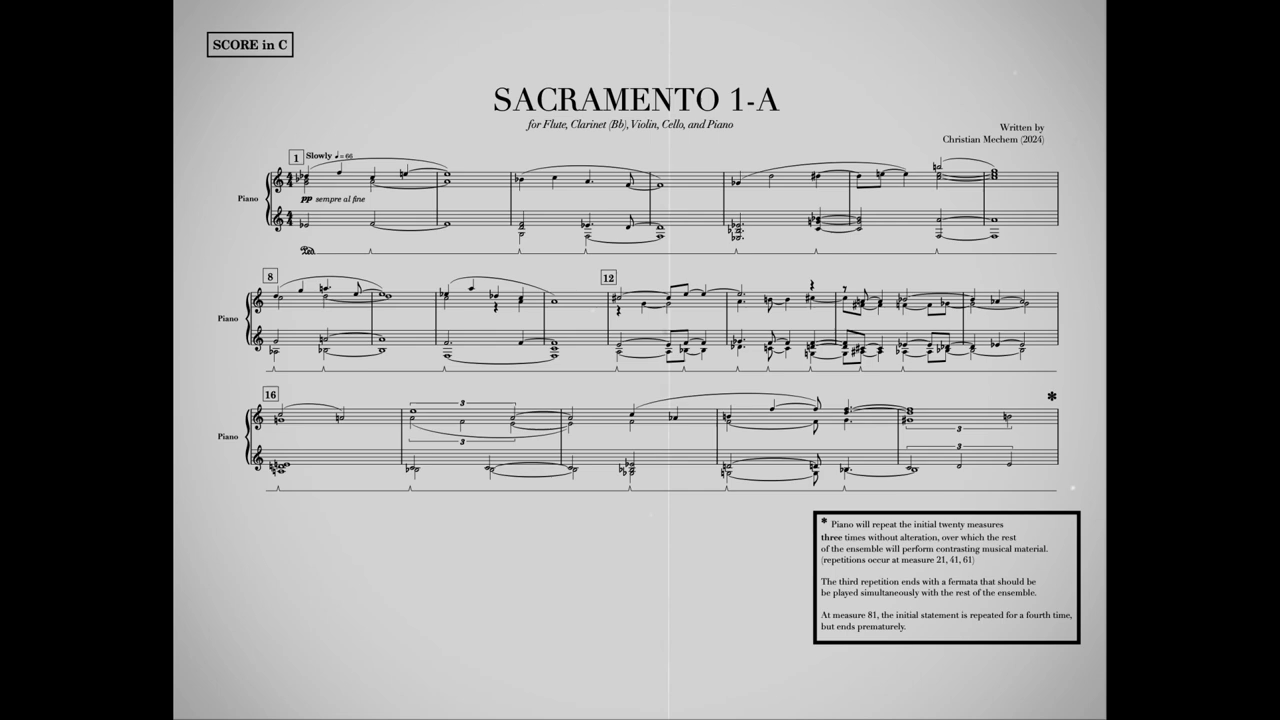 SCORE in C
SACRAMENTO 1-A
for Flute, Clarinet (Bb), Violin, Cello, and Piano
Written by
Christian Mechem (2024)
1 Slowly ♩= 66
Piano
pp sempre al fine
8
12
Piano
16
3
*
Piano
3
3
3
* Piano will repeat the initial twenty measures
three times without alteration, over which the rest
of the ensemble will perform contrasting musical material.
(repetitions occur at measure 21, 41, 61)
The third repetition ends with a fermata that should be
be played simultaneously with the rest of the ensemble.
At measure 81, the initial statement is repeated for a fourth time,
but ends prematurely.